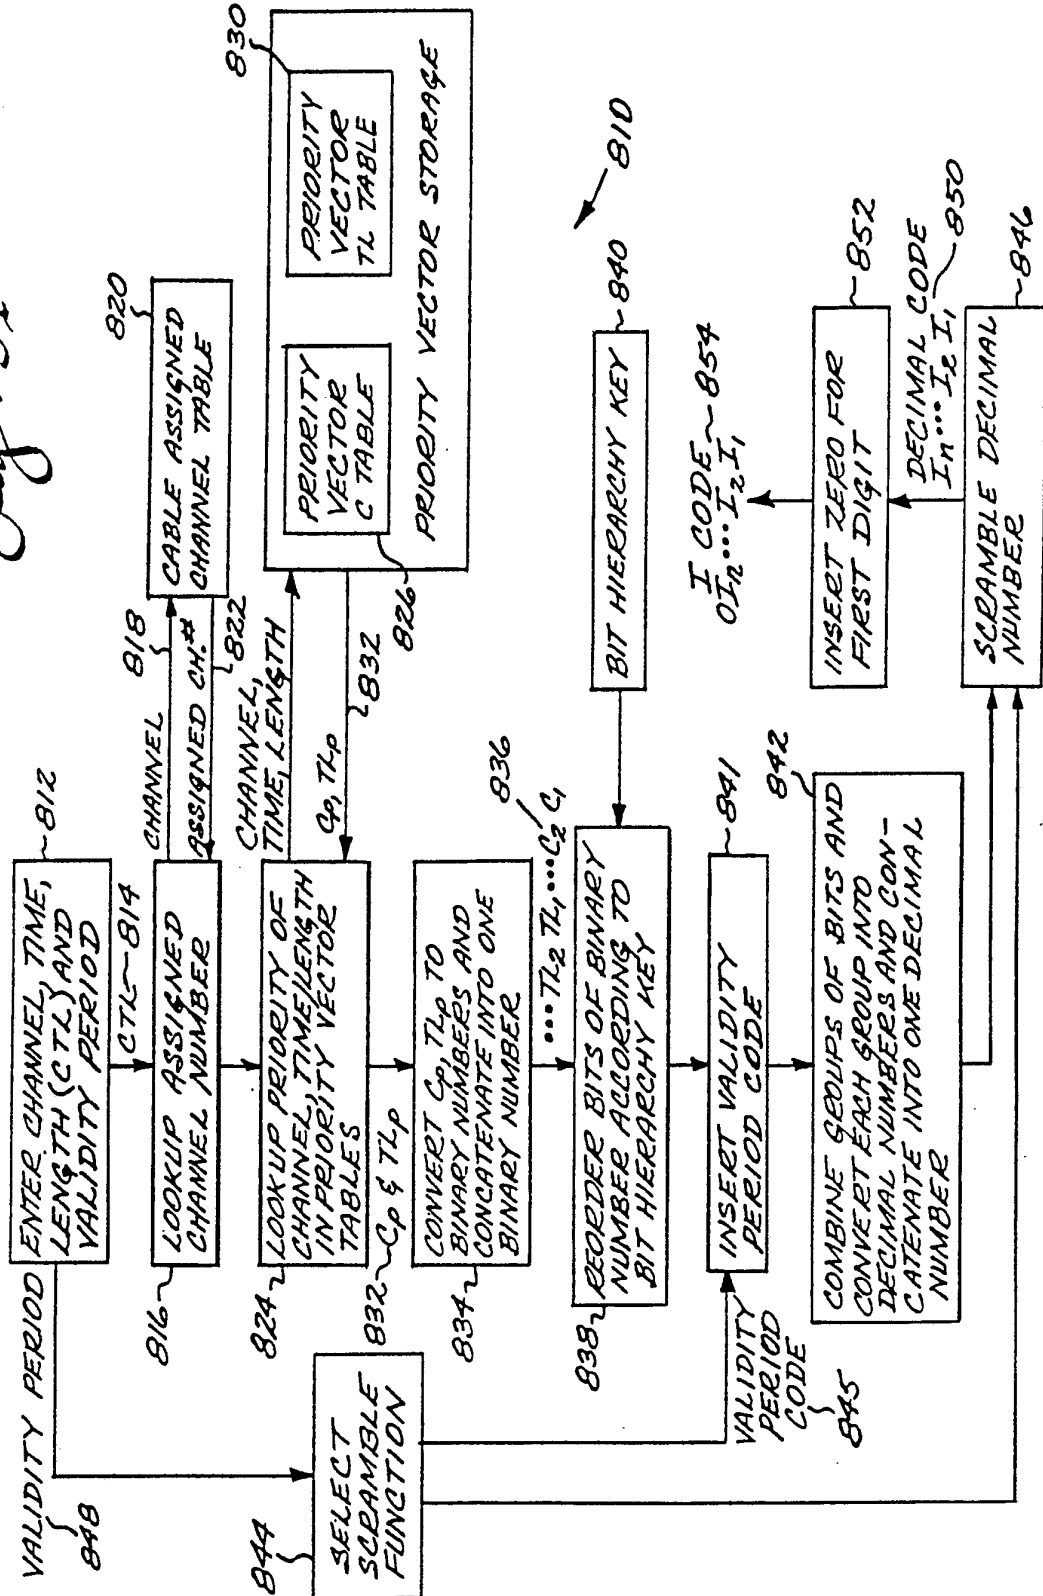 VALIDITY PERIOD
848
ENTER CHANNEL, TIME,
LENGTH (CTL) AND
VALIDITY PERIOD
812
CTL 814
LOOKUP ASSIGNED
CHANNEL NUMBER
816
CHANNEL
818
ASSIGNED CH.#
822
CABLE ASSIGNED
CHANNEL TABLE
820
LOOKUP PRIORITY OF
CHANNEL, TIME/LENGTH
IN PRIORITY VECTOR
TABLES
824
CHANNEL,
TIME, LENGTH
Cp, TLp
832
PRIORITY
VECTOR
C TABLE
826
PRIORITY
VECTOR
TL TABLE
830
PRIORITY VECTOR STORAGE
832 Cp & TLp
CONVERT Cp, TLp TO
BINARY NUMBERS AND
CONCATENATE INTO ONE
BINARY NUMBER
834
••• TL2 TL1 ••• C2 C1
836
REORDER BITS OF BINARY
NUMBER ACCORDING TO
BIT HIERARCHY KEY
838
BIT HIERARCHY KEY
840
810
SELECT
SCRAMBLE
FUNCTION
844
VALIDITY
PERIOD
CODE
845
INSERT VALIDITY
PERIOD CODE
841
COMBINE GROUPS OF BITS AND
CONVERT EACH GROUP INTO
DECIMAL NUMBERS AND CON-
CATENATE INTO ONE DECIMAL
NUMBER
842
SCRAMBLE DECIMAL
NUMBER
846
DECIMAL CODE
In ••• I2 I1
850
INSERT ZERO FOR
FIRST DIGIT
852
I CODE
0In ••• I2 I1
854